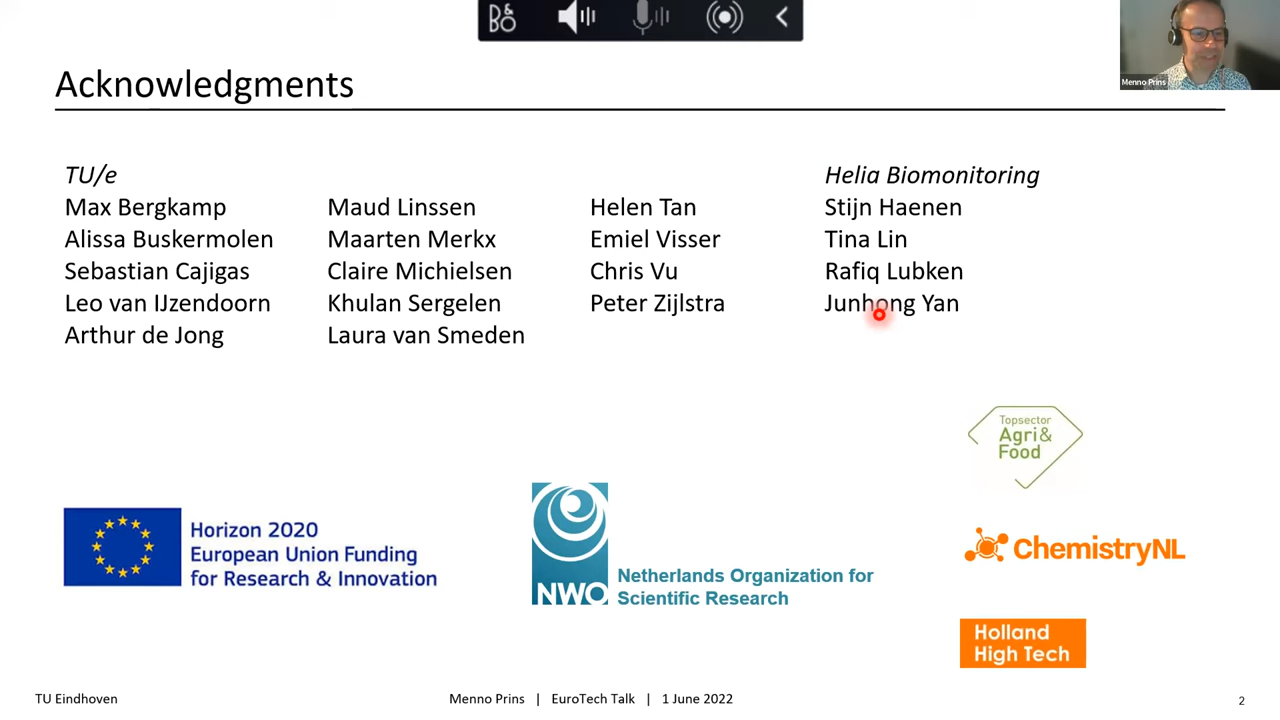 B&O
Menno Prins
Acknowledgments
TU/e
Max Bergkamp
Alissa Buskermolen
Sebastian Cajigas
Leo van IJzendoorn
Arthur de Jong
Maud Linssen
Maarten Merkx
Claire Michielsen
Khulan Sergelen
Laura van Smeden
Helen Tan
Emiel Visser
Chris Vu
Peter Zijlstra
Helia Biomonitoring
Stijn Haenen
Tina Lin
Rafiq Lubken
Junhong Yan
Topsector
Agri&
Food
Horizon 2020
European Union Funding
for Research & Innovation
NWO
Netherlands Organization for
Scientific Research
ChemistryNL
Holland
High Tech
TU Eindhoven
Menno Prins | EuroTech Talk | 1 June 2022
2